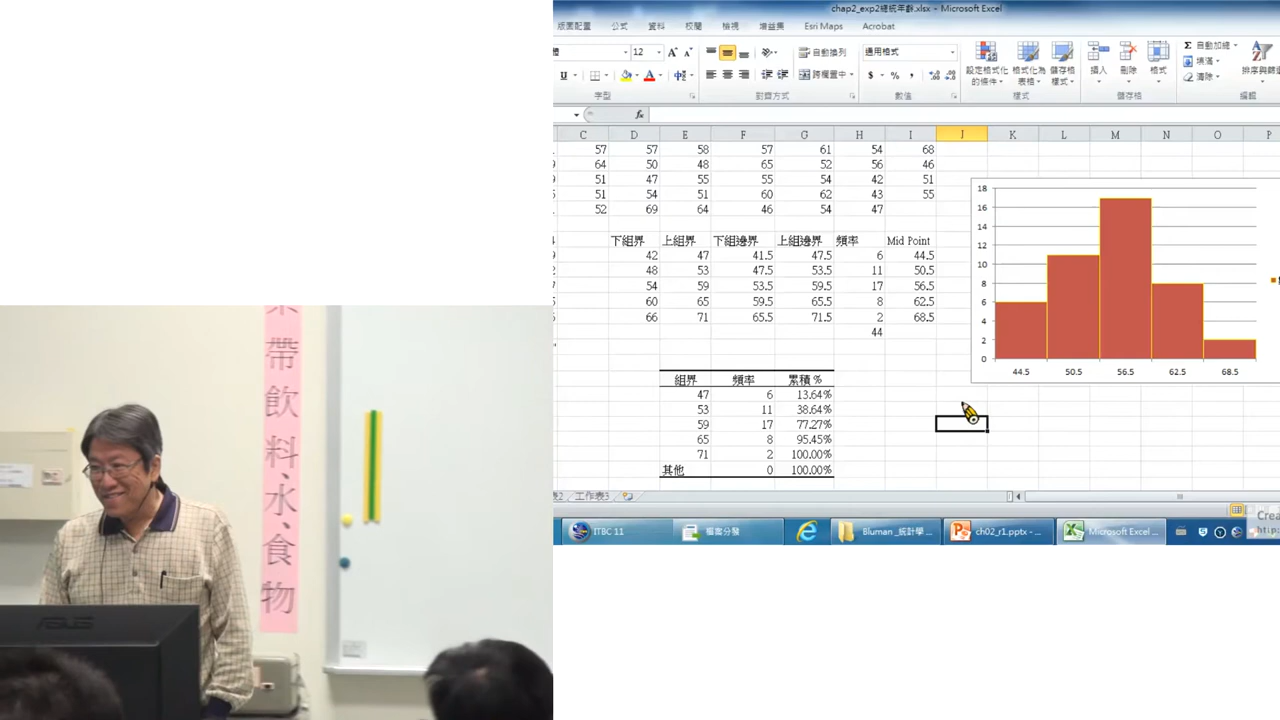 chap2_exp2總統年齡.xlsx - Microsoft Excel
版面配置 公式 資料 校閱 檢視 增益集 Esri Maps Acrobat
12 A A 自動換列 通用格式 設定格式化的條件 格式化為表格 儲存格樣式 插入 刪除 格式 Σ 自動加總 填滿 清除 排序與篩
U A 跨欄置中 $ % ,
字型 對齊方式 數值 樣式 儲存格 編輯
fx
C D E F G H I J K L M N O P
57 57 58 57 61 54 68
64 50 48 65 52 56 46
51 47 55 55 54 42 51
51 54 51 60 62 43 55
52 69 64 46 54 47
下組界 上組界 下組邊界 上組邊界 頻率 Mid Point
42 47 41.5 47.5 6 44.5
48 53 47.5 53.5 11 50.5
54 59 53.5 59.5 17 56.5
60 65 59.5 65.5 8 62.5
66 71 65.5 71.5 2 68.5
44
組界 頻率 累積 %
47 6 13.64%
53 11 38.64%
59 17 77.27%
65 8 95.45%
71 2 100.00%
其他 0 100.00%
18
16
14
12
10
8
6
4
2
0
44.5 50.5 56.5 62.5 68.5
表2 工作表3
ITBC 11 檔案分發 Bluman _統計學 ... ch02_r1.pptx - ... Microsoft Excel ...
Crea
http:
帶飲料、水、食物
ASUS